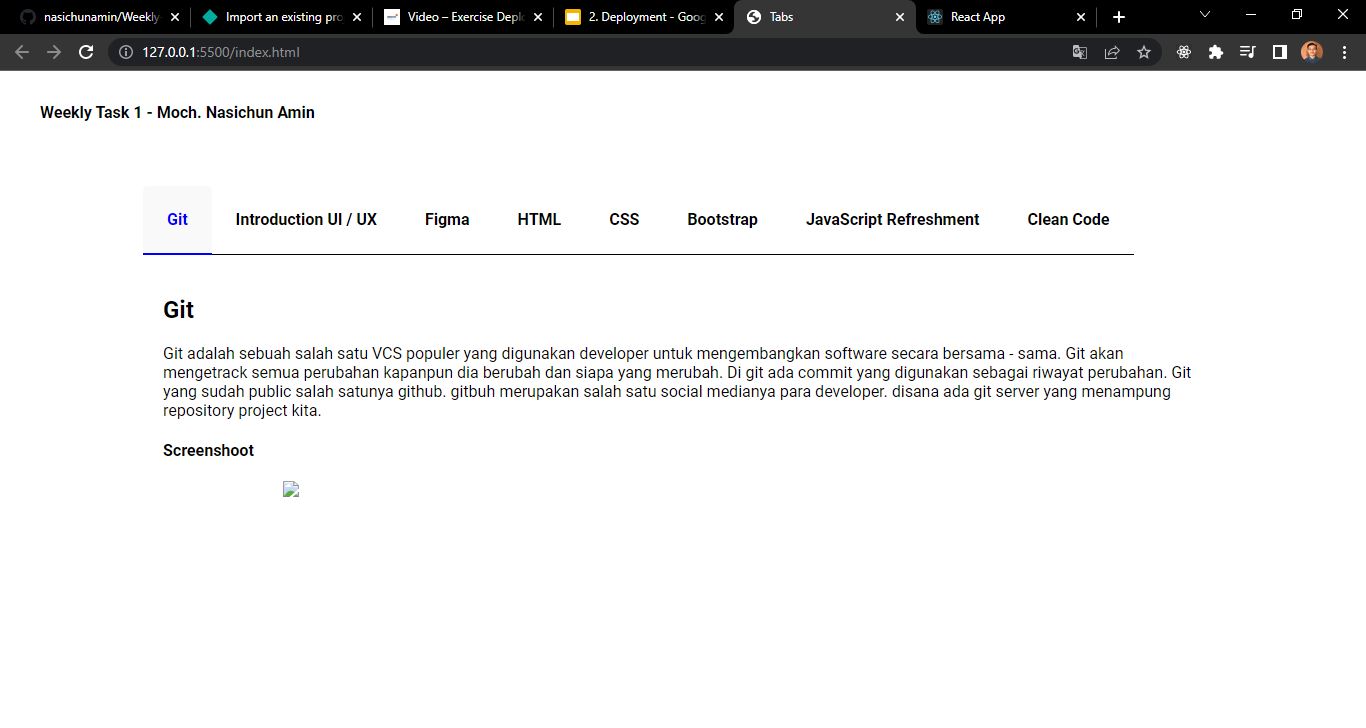 nasichunamin/Weekly
Import an existing pro
Video – Exercise Depl
2. Deployment - Goog
Tabs
React App
127.0.0.1:5500/index.html
Weekly Task 1 - Moch. Nasichun Amin
Git
Introduction UI / UX
Figma
HTML
CSS
Bootstrap
JavaScript Refreshment
Clean Code
Git
Git adalah sebuah salah satu VCS populer yang digunakan developer untuk mengembangkan software secara bersama - sama. Git akan
mengetrack semua perubahan kapanpun dia berubah dan siapa yang merubah. Di git ada commit yang digunakan sebagai riwayat perubahan. Git
yang sudah public salah satunya github. gitbuh merupakan salah satu social medianya para developer. disana ada git server yang menampung
repository project kita.
Screenshoot